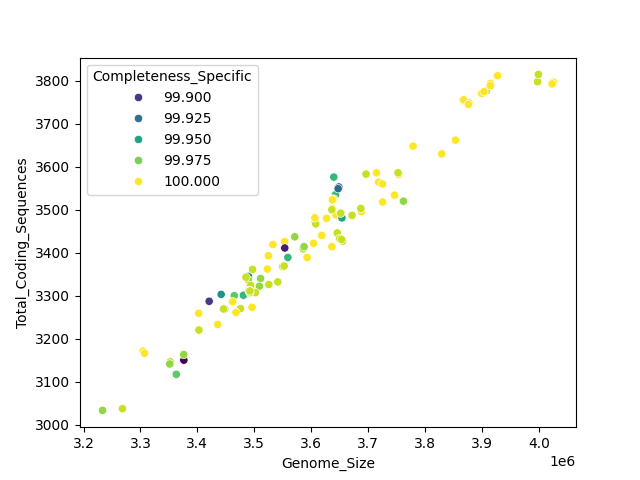 Completeness_Specific
99.900
99.925
99.950
99.975
100.000
Total_Coding_Sequences
3800
3700
3600
3500
3400
3300
3200
3100
3000
3.2 3.3 3.4 3.5 3.6 3.7 3.8 3.9 4.0
1e6
Genome_Size